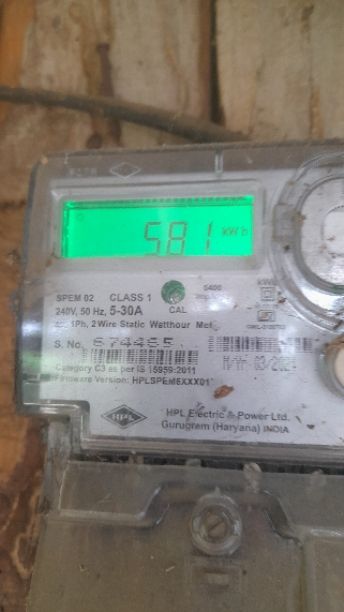 581 kWh
SPEM 02 CLASS 1
240V, 50 Hz, 5-30A CAL
1Ph, 2 Wire Static Watthour
S. No. 674465
Category C3 as per IS 15959:2011
Firmware Version: HPLSPEM6XXX01
HPL
HPL Electric & Power Ltd.
Gurugram (Haryana) INDIA